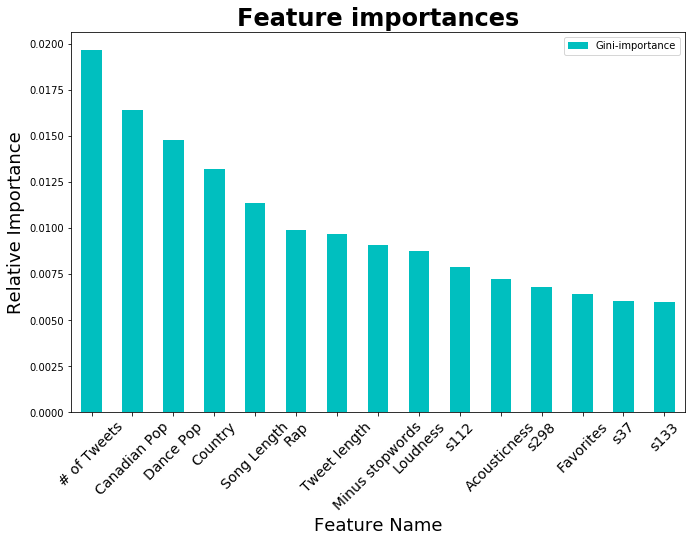 Feature importances
Gini-importance
Relative Importance
0.0200
0.0175
0.0150
0.0125
0.0100
0.0075
0.0050
0.0025
0.0000
# of Tweets
Canadian Pop
Dance Pop
Country
Song Length
Rap
Tweet length
Minus stopwords
Loudness
s112
Acousticness
s298
Favorites
s37
s133
Feature Name